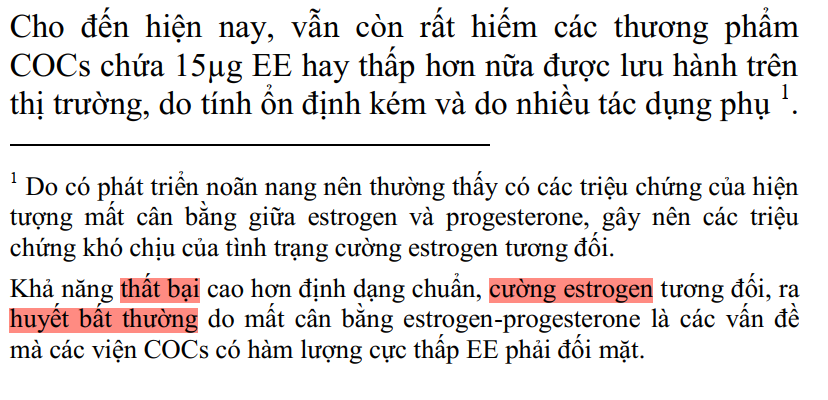 Cho đến hiện nay, vẫn còn rất hiếm các thương phẩm
COCs chứa 15µg EE hay thấp hơn nữa được lưu hành trên
thị trường, do tính ổn định kém và do nhiều tác dụng phụ ¹.
¹ Do có phát triển noãn nang nên thường thấy có các triệu chứng của hiện
tượng mất cân bằng giữa estrogen và progesterone, gây nên các triệu
chứng khó chịu của tình trạng cường estrogen tương đối.
Khả năng thất bại cao hơn định dạng chuẩn, cường estrogen tương đối, ra
huyết bất thường do mất cân bằng estrogen-progesterone là các vấn đề
mà các viện COCs có hàm lượng cực thấp EE phải đối mặt.